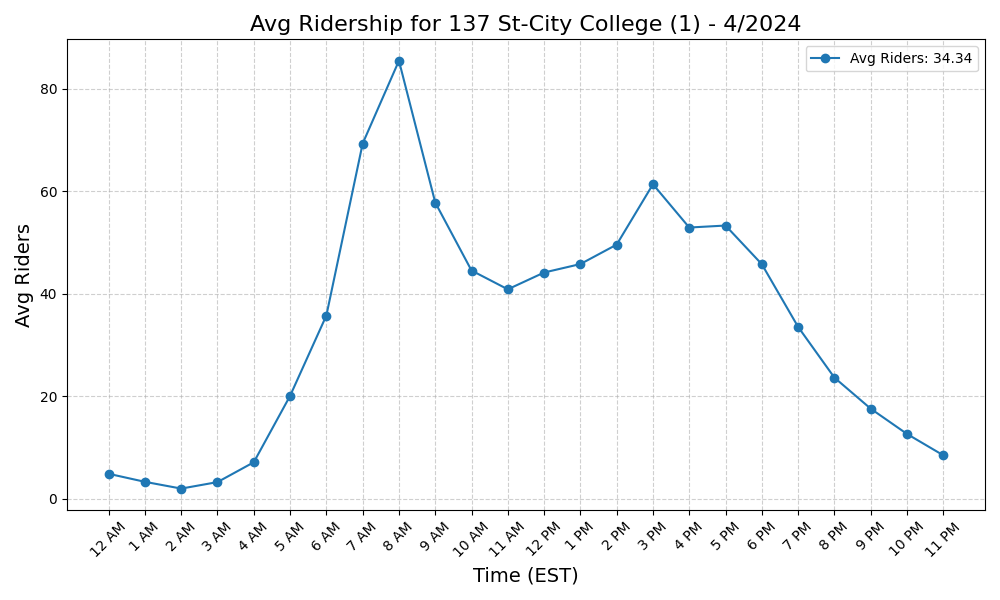 Avg Ridership for 137 St-City College (1) - 4/2024
Avg Riders: 34.34
Avg Riders
80
60
40
20
0
12 AM
1 AM
2 AM
3 AM
4 AM
5 AM
6 AM
7 AM
8 AM
9 AM
10 AM
11 AM
12 PM
1 PM
2 PM
3 PM
4 PM
5 PM
6 PM
7 PM
8 PM
9 PM
10 PM
11 PM
Time (EST)